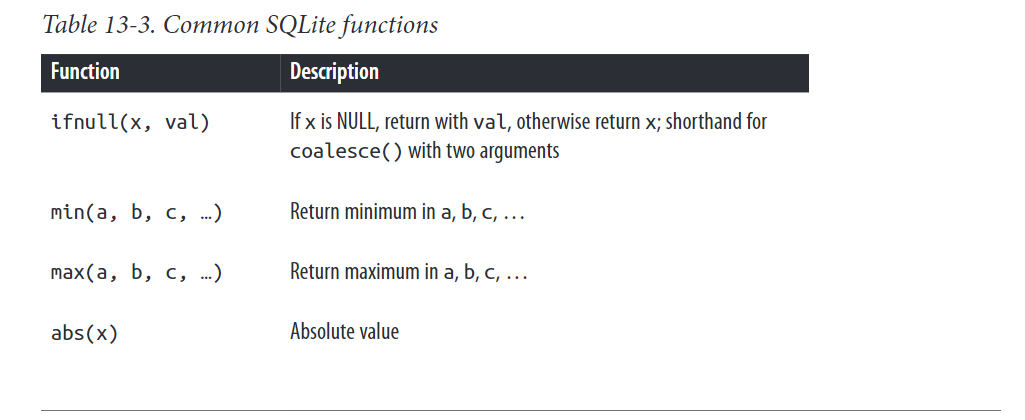 Table 13-3. Common SQLite functions
Function Description
ifnull(x, val) If x is NULL, return with val, otherwise return x; shorthand for
coalesce() with two arguments
min(a, b, c, …) Return minimum in a, b, c, …
max(a, b, c, …) Return maximum in a, b, c, …
abs(x) Absolute value